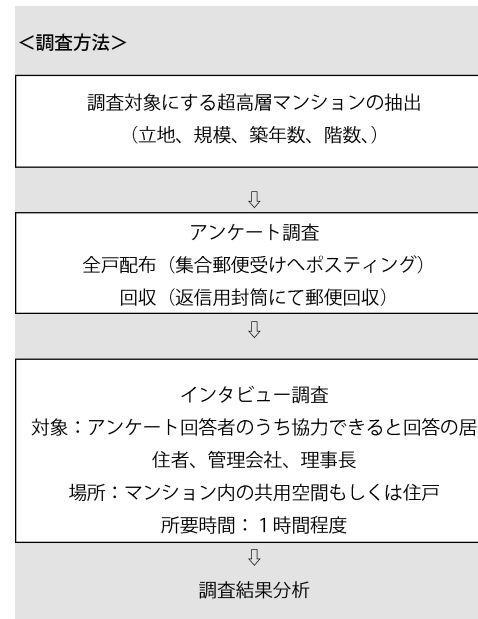 ＜調査方法＞
調査対象にする超高層マンションの抽出
（立地、規模、築年数、階数、）
⇩
アンケート調査
全戸配布（集合郵便受けへポスティング）
回収（返信用封筒にて郵便回収）
⇩
インタビュー調査
対象：アンケート回答者のうち協力できると回答の居
住者、管理会社、理事長
場所：マンション内の共用空間もしくは住戸
所要時間：１時間程度
⇩
調査結果分析